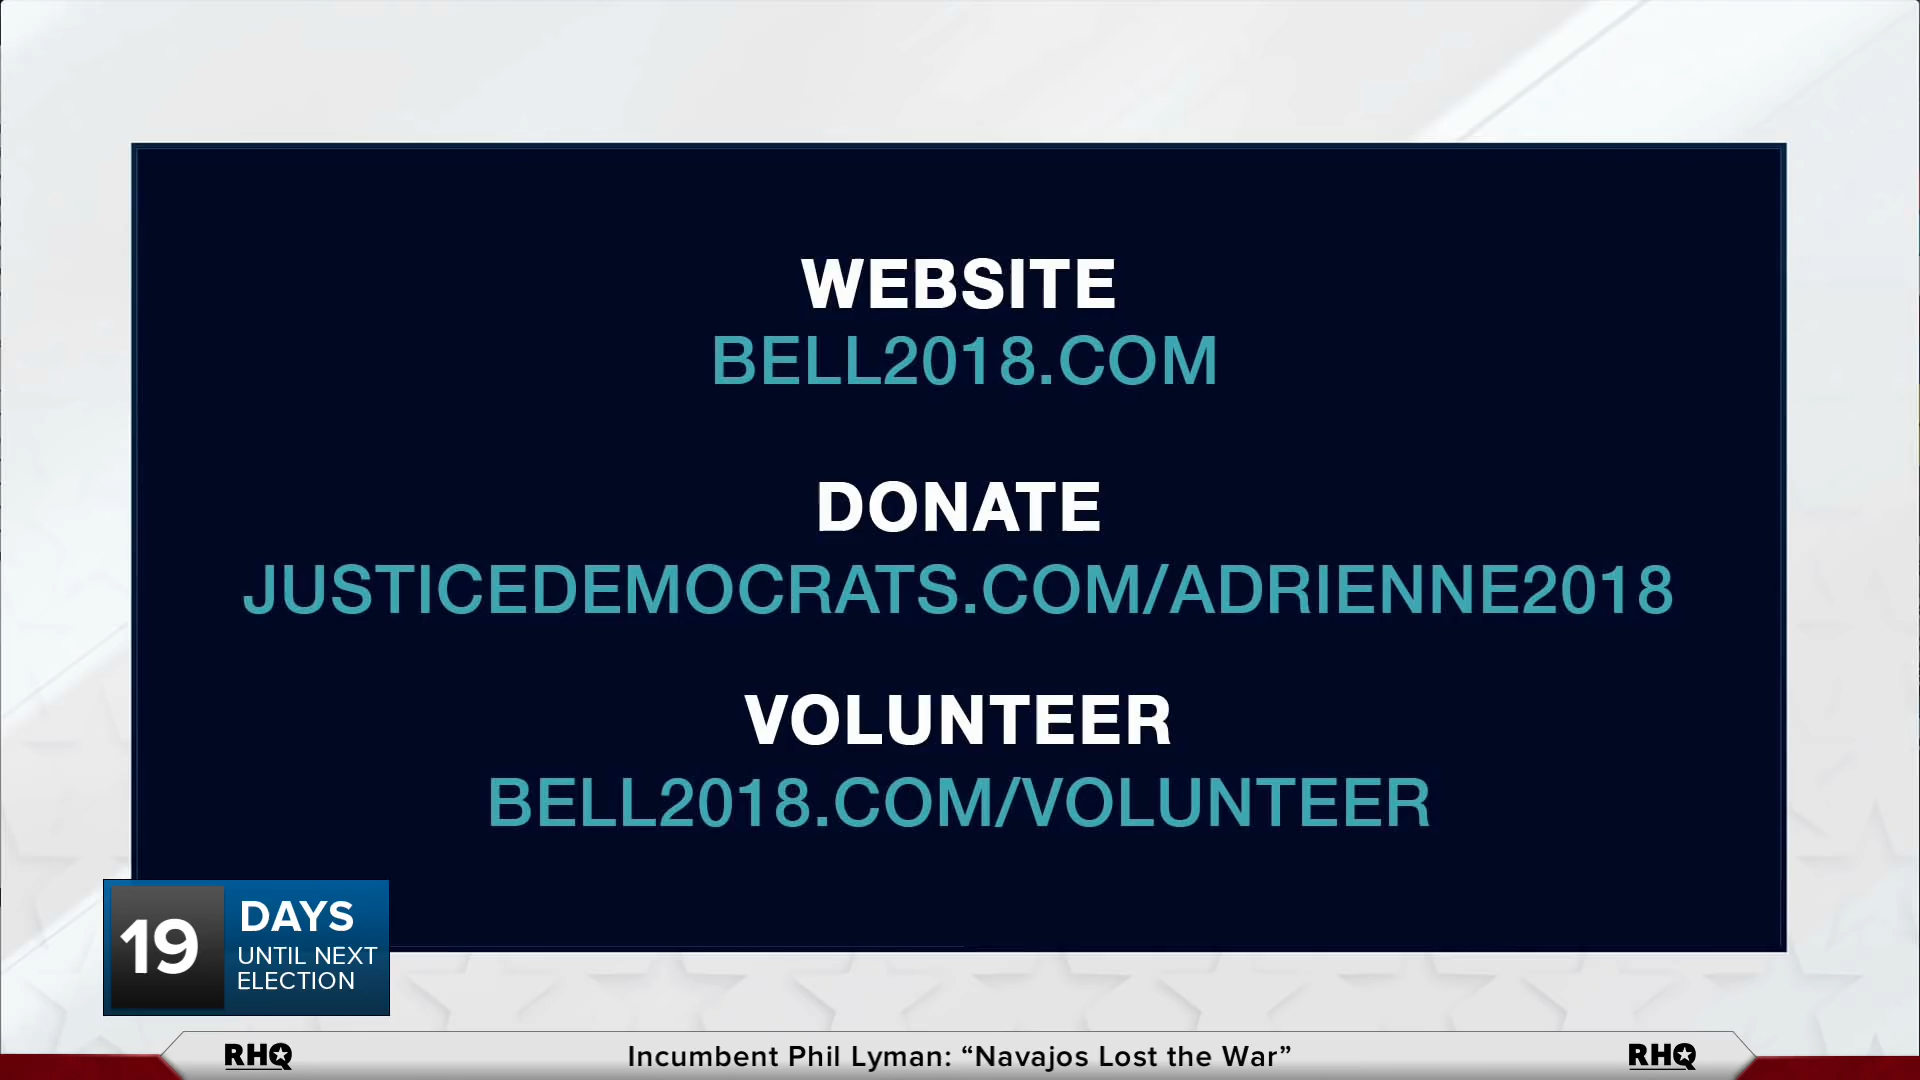 WEBSITE
BELL2018.COM
DONATE
JUSTICEDEMOCRATS.COM/ADRIENNE2018
VOLUNTEER
BELL2018.COM/VOLUNTEER
19
DAYS
UNTIL NEXT
ELECTION
RHQ
Incumbent Phil Lyman: “Navajos Lost the War”
RHQ